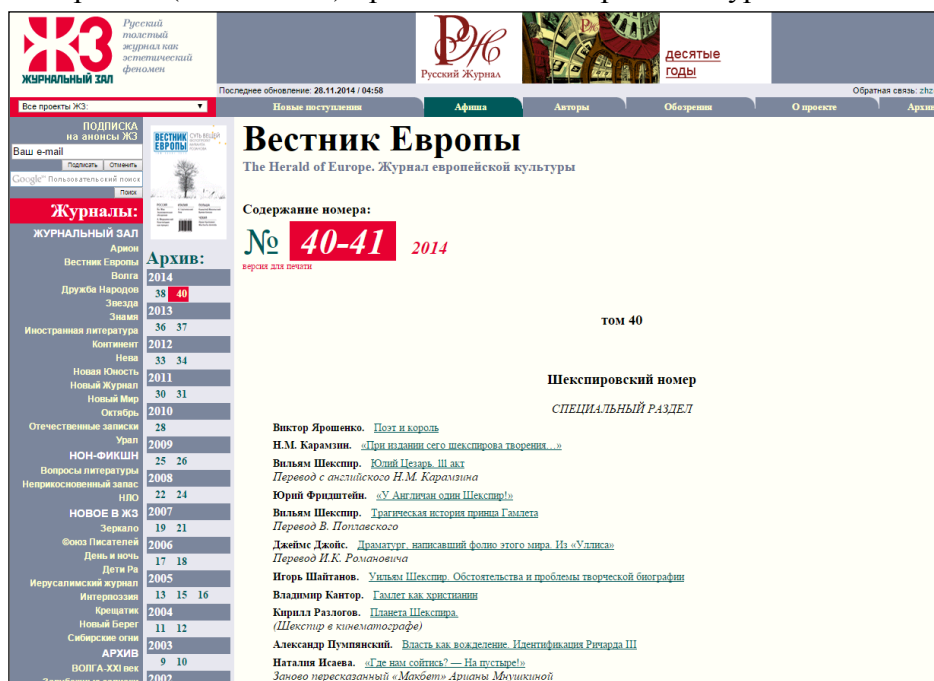 Русский
толстый
журнал как
эстетический
феномен
ЖЗ
ЖУРНАЛЬНЫЙ ЗАЛ
РЖ
Русский Журнал
РЖ
десятые
годы
Последнее обновление: 28.11.2014 / 04:58
Обратная связь: zhz
Все проекты ЖЗ:
Новые поступления
Афиша
Авторы
Обозрения
О проекте
Архив
ПОДПИСКА
на анонсы ЖЗ
Ваш e-mail
Подписать
Отменить
Google Пользовательский поиск
Поиск
Журналы:
ЖУРНАЛЬНЫЙ ЗАЛ
Арион
Вестник Европы
Волга
Дружба Народов
Звезда
Знамя
Иностранная литература
Континент
Нева
Новая Юность
Новый Журнал
Новый Мир
Октябрь
Отечественные записки
Урал
НОН-ФИКШН
Вопросы литературы
Неприкосновенный запас
НЛО
НОВОЕ В ЖЗ
Зеркало
©оюз Писателей
День и ночь
Дети Ра
Иерусалимский журнал
Интерпоэзия
Крещатик
Новый Берег
Сибирские огни
АРХИВ
ВОЛГА-XXI век
ВЕСТНИК
ЕВРОПЫ
СУТЬ ВЕЩЕЙ
Архив:
2014
38 40
2013
36 37
2012
33 34
2011
30 31
2010
28
2009
25 26
2008
22 24
2007
19 21
2006
17 18
2005
13 15 16
2004
11 12
2003
9 10
2002
Вестник Европы
The Herald of Europe. Журнал европейской культуры
Содержание номера:
№ 40-41 2014
версия для печати
том 40
Шекспировский номер
СПЕЦИАЛЬНЫЙ РАЗДЕЛ
Виктор Ярошенко. Поэт и король
Н.М. Карамзин. «При издании сего шекспирова творения…»
Вильям Шекспир. Юлий Цезарь. III акт
Перевод с английского Н.М. Карамзина
Юрий Фридштейн. «У Англичан один Шекспир!»
Вильям Шекспир. Трагическая история принца Гамлета
Перевод В. Поплавского
Джеймс Джойс. Драматург, написавший фолио этого мира. Из «Уллиса»
Перевод И.К. Романовича
Игорь Шайтанов. Уильям Шекспир. Обстоятельства и проблемы творческой биографии
Владимир Кантор. Гамлет как христианин
Кирилл Разлогов. Планета Шекспира.
(Шекспир в кинематографе)
Александр Пумпянский. Власть как вожделение. Идентификация Ричарда III
Наталия Исаева. «Где нам сойтись? — На пустыре!»
Заново пересказанный «Макбет» Арианы Мнушкиной